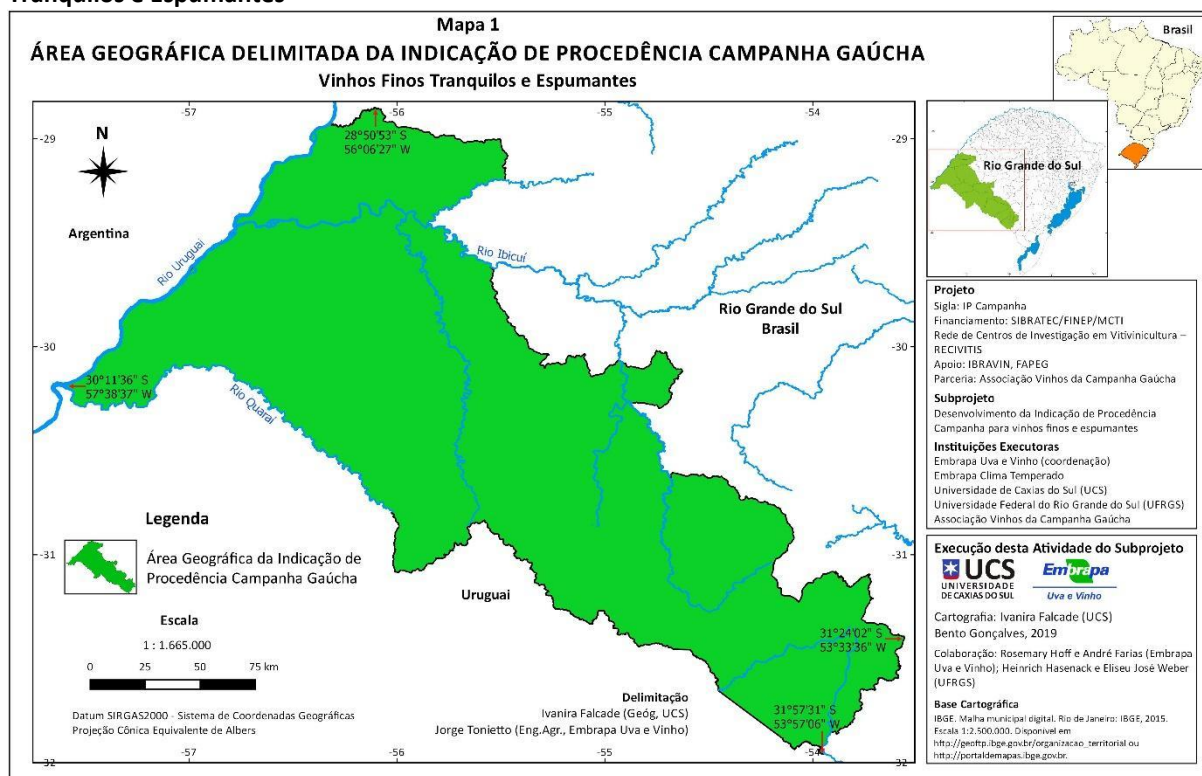 Tranquilos e Espumantes
Mapa 1
ÁREA GEOGRÁFICA DELIMITADA DA INDICAÇÃO DE PROCEDÊNCIA CAMPANHA GAÚCHA
Vinhos Finos Tranquilos e Espumantes
-57
-56
-55
-54
-29
-29
N
28°50'53" S
56°06'27" W
Argentina
Rio Uruguai
Rio Ibicuí
Rio Grande do Sul
Brasil
-30
-30
30°11'36" S
57°38'37" W
Rio Quaraí
Legenda
Área Geográfica da Indicação de
Procedência Campanha Gaúcha
-31
-31
Uruguai
Escala
1 : 1.665.000
0 25 50 75 km
31°24'02" S
53°33'36" W
31°57'31" S
53°57'06" W
Delimitação
Ivanira Falcade (Geóg, UCS)
Jorge Tonietto (Eng.Agr., Embrapa Uva e Vinho)
Datum SIRGAS2000 - Sistema de Coordenadas Geográficas
Projeção Cônica Equivalente de Albers
-57
-56
-55
-54
32
-32
Brasil
Rio Grande do Sul
Projeto
Sigla: IP Campanha
Financiamento: SIBRATEC/FINEP/MCTI
Rede de Centros de Investigação em Vitivinicultura –
RECIVITIS
Apoio: IBRAVIN, FAPEG
Parceria: Associação Vinhos da Campanha Gaúcha
Subprojeto
Desenvolvimento da Indicação de Procedência
Campanha para vinhos finos e espumantes
Instituições Executoras
Embrapa Uva e Vinho (coordenação)
Embrapa Clima Temperado
Universidade de Caxias do Sul (UCS)
Universidade Federal do Rio Grande do Sul (UFRGS)
Associação Vinhos da Campanha Gaúcha
Execução desta Atividade do Subprojeto
UCS
UNIVERSIDADE
DE CAXIAS DO SUL
Embrapa
Uva e Vinho
Cartografia: Ivanira Falcade (UCS)
Bento Gonçalves, 2019
Colaboração: Rosemary Hoff e André Farias (Embrapa
Uva e Vinho); Heinrich Hasenack e Eliseu José Weber
(UFRGS)
Base Cartográfica
IBGE. Malha municipal digital. Rio de Janeiro: IBGE, 2015.
Escala 1:2.500.000. Disponível em
http://geoftp.ibge.gov.br/organizacao_territorial ou
http://portaldemapas.ibge.gov.br.